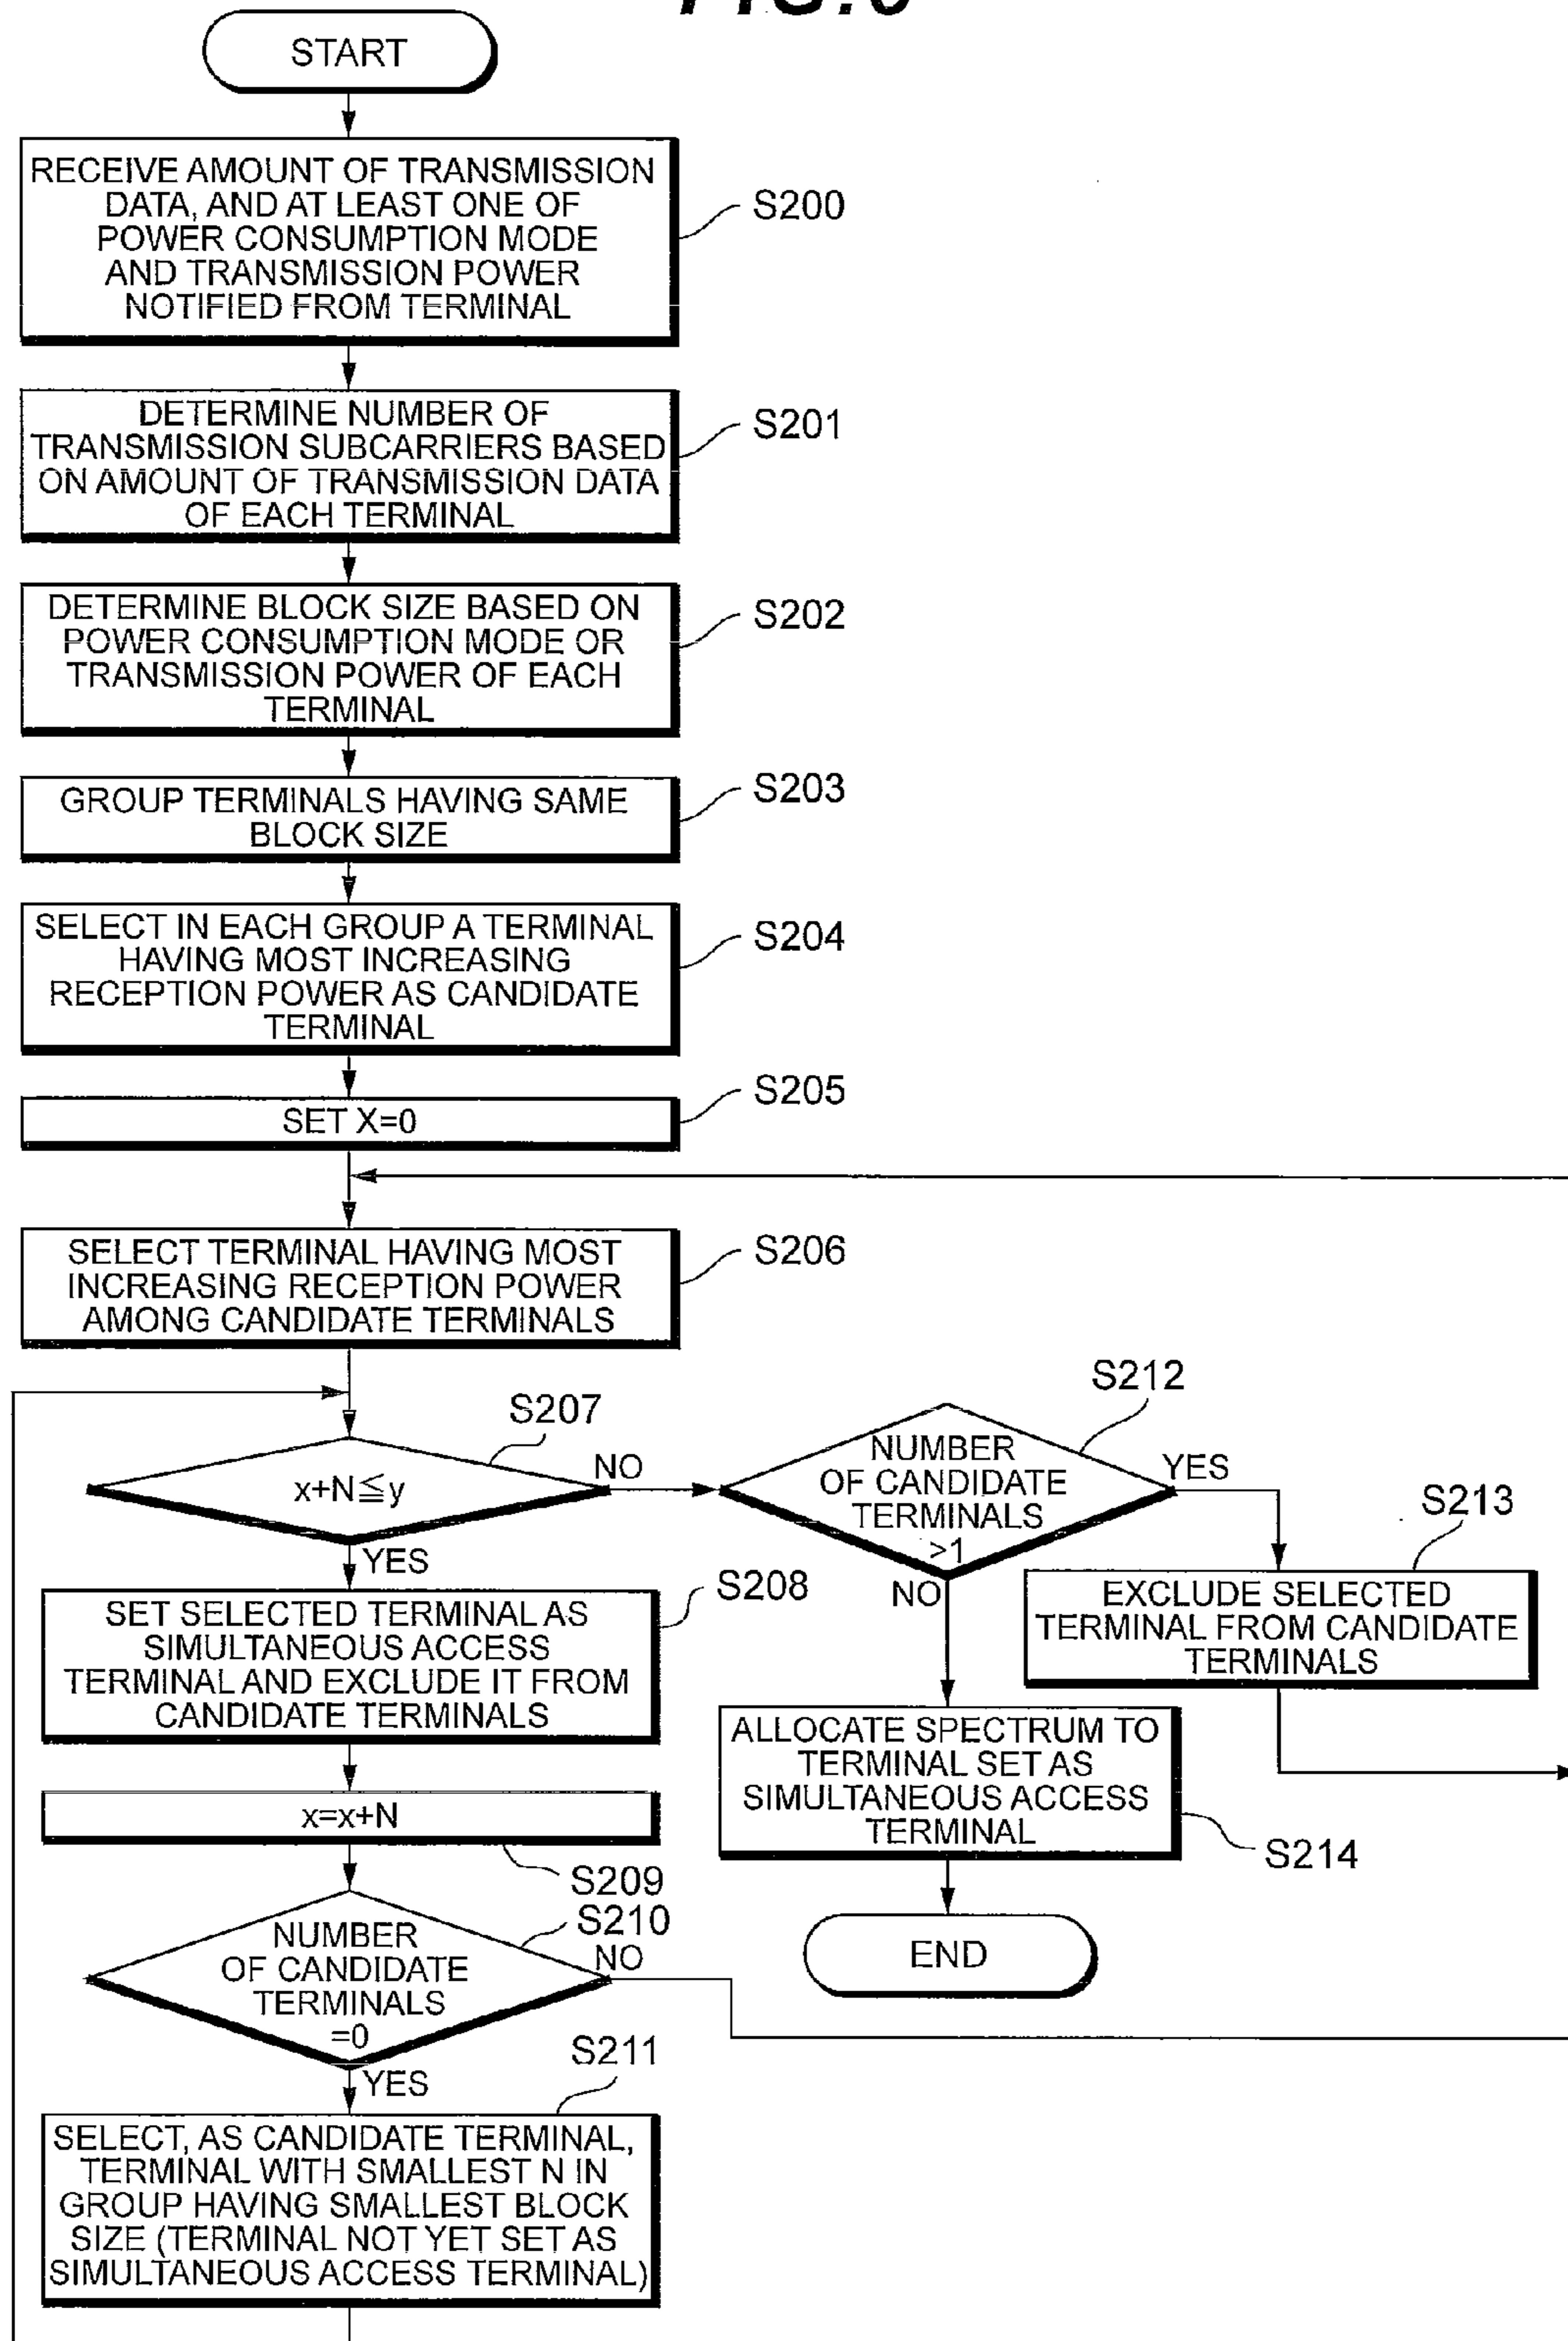 START
RECEIVE AMOUNT OF TRANSMISSION
DATA, AND AT LEAST ONE OF
POWER CONSUMPTION MODE
AND TRANSMISSION POWER
NOTIFIED FROM TERMINAL
S200
DETERMINE NUMBER OF
TRANSMISSION SUBCARRIERS BASED
ON AMOUNT OF TRANSMISSION DATA
OF EACH TERMINAL
S201
DETERMINE BLOCK SIZE BASED ON
POWER CONSUMPTION MODE OR
TRANSMISSION POWER OF EACH
TERMINAL
S202
GROUP TERMINALS HAVING SAME
BLOCK SIZE
S203
SELECT IN EACH GROUP A TERMINAL
HAVING MOST INCREASING
RECEPTION POWER AS CANDIDATE
TERMINAL
S204
SET X=0
S205
SELECT TERMINAL HAVING MOST
INCREASING RECEPTION POWER
AMONG CANDIDATE TERMINALS
S206
x+N≦y
S207
NO
YES
NUMBER
OF CANDIDATE
TERMINALS
>1
S212
YES
NO
EXCLUDE SELECTED
TERMINAL FROM CANDIDATE
TERMINALS
S213
SET SELECTED TERMINAL AS
SIMULTANEOUS ACCESS
TERMINAL AND EXCLUDE IT FROM
CANDIDATE TERMINALS
S208
ALLOCATE SPECTRUM TO
TERMINAL SET AS
SIMULTANEOUS ACCESS
TERMINAL
S214
x=x+N
S209
END
NUMBER
OF CANDIDATE
TERMINALS
=0
S210
NO
YES
SELECT, AS CANDIDATE TERMINAL,
TERMINAL WITH SMALLEST N IN
GROUP HAVING SMALLEST BLOCK
SIZE (TERMINAL NOT YET SET AS
SIMULTANEOUS ACCESS TERMINAL)
S211